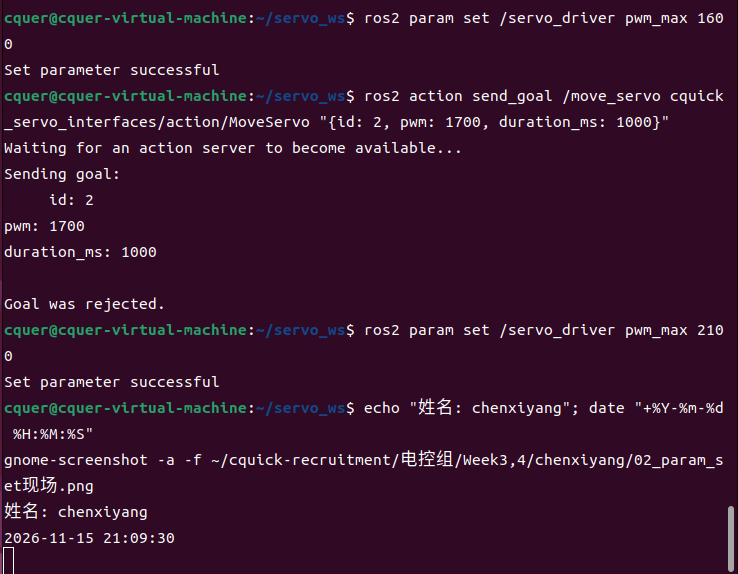 cquer@cquer-virtual-machine:~/servo_ws$ ros2 param set /servo_driver pwm_max 160
0
Set parameter successful
cquer@cquer-virtual-machine:~/servo_ws$ ros2 action send_goal /move_servo cquick
_servo_interfaces/action/MoveServo "{id: 2, pwm: 1700, duration_ms: 1000}"
Waiting for an action server to become available...
Sending goal:
     id: 2
pwm: 1700
duration_ms: 1000

Goal was rejected.
cquer@cquer-virtual-machine:~/servo_ws$ ros2 param set /servo_driver pwm_max 210
0
Set parameter successful
cquer@cquer-virtual-machine:~/servo_ws$ echo "姓名: chenxiyang"; date "+%Y-%m-%d
 %H:%M:%S"
gnome-screenshot -a -f ~/cquick-recruitment/电控组/Week3,4/chenxiyang/02_param_s
et现场.png
姓名: chenxiyang
2026-11-15 21:09:30